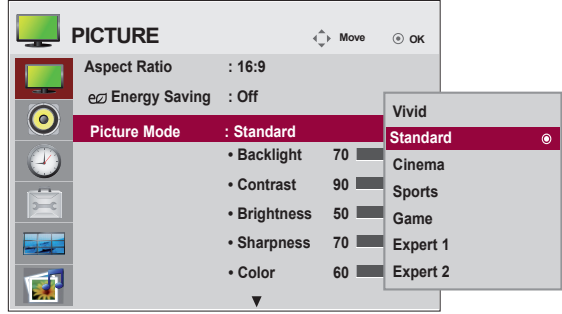 PICTURE
Move
OK
Aspect Ratio : 16:9
Energy Saving : Off
Picture Mode : Standard
• Backlight 70
• Contrast 90
• Brightness 50
• Sharpness 70
• Color 60
Vivid
Standard
Cinema
Sports
Game
Expert 1
Expert 2